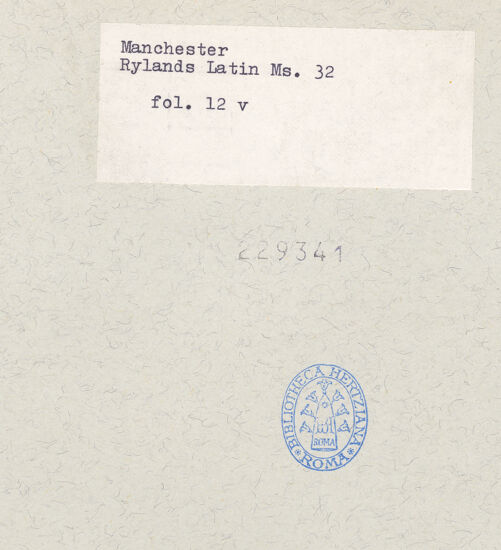 Manchester
Rylands Latin Ms. 32
fol. 12 v
229341
BIBLIOTHECA HERTZIANA
ROMA
* ROMA *